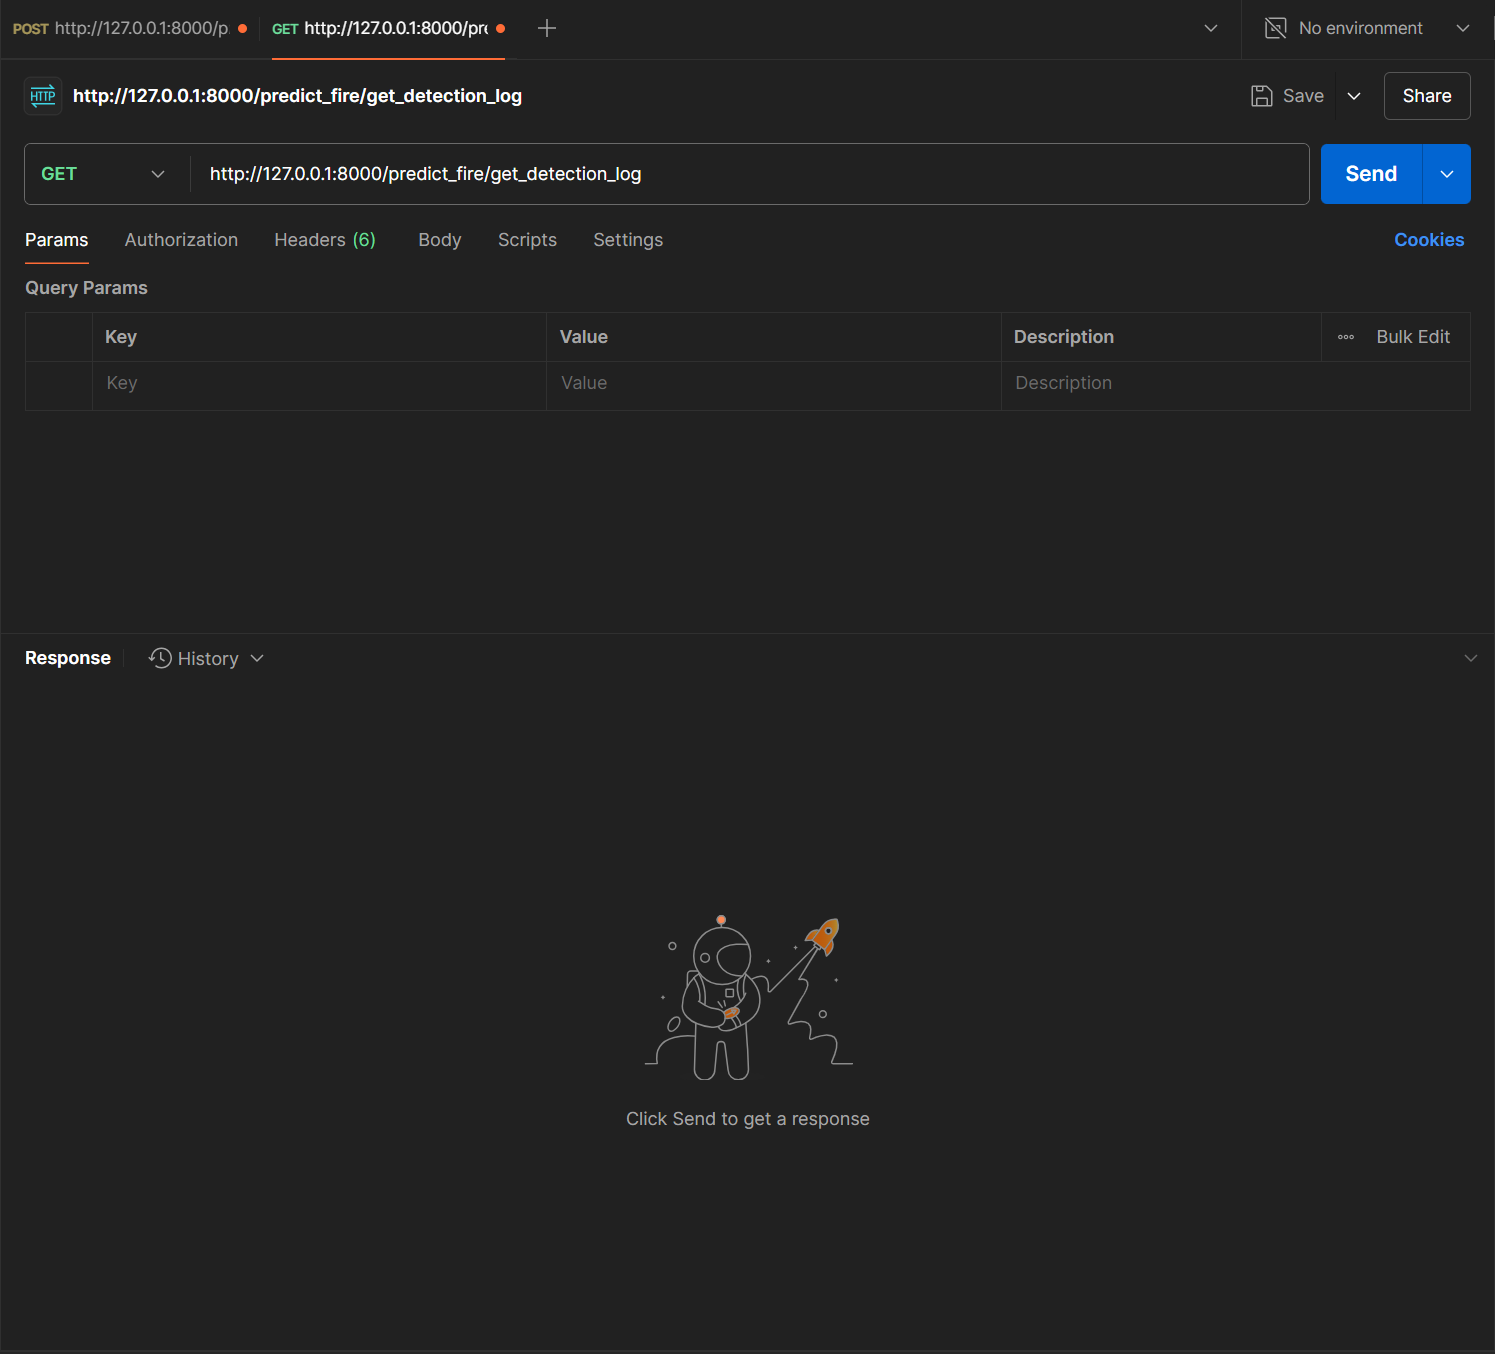 POST http://127.0.0.1:8000/p GET http://127.0.0.1:8000/pre No environment
HTTP http://127.0.0.1:8000/predict_fire/get_detection_log Save Share
GET http://127.0.0.1:8000/predict_fire/get_detection_log Send
Params Authorization Headers (6) Body Scripts Settings Cookies
Query Params
Key Value Description Bulk Edit
Key Value Description
Response History
Click Send to get a response